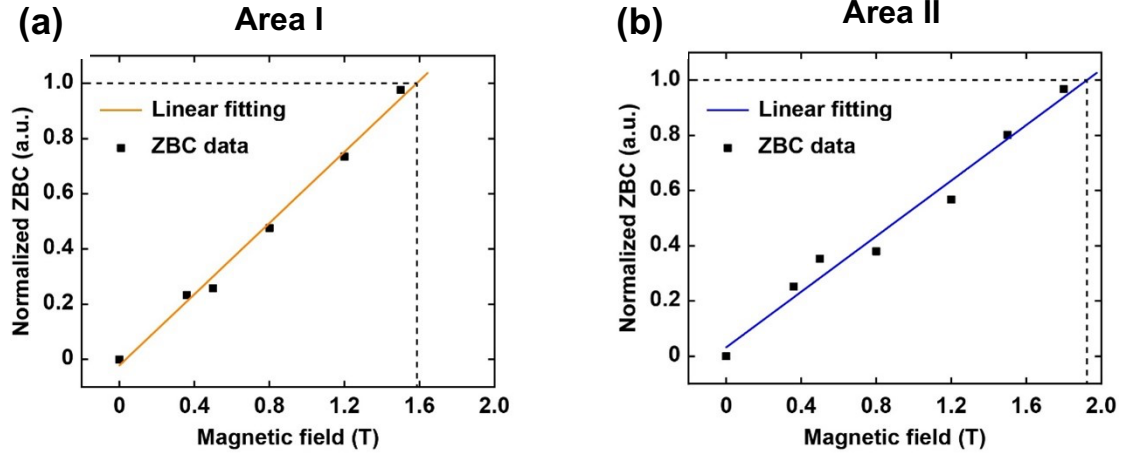 (a)
Area I
Normalized ZBC (a.u.)
1.0
0.8
0.6
0.4
0.2
0
Linear fitting
ZBC data
0 0.4 0.8 1.2 1.6 2.0
Magnetic field (T)
(b)
Area II
Normalized ZBC (a.u.)
1.0
0.8
0.6
0.4
0.2
0
Linear fitting
ZBC data
0 0.4 0.8 1.2 1.6 2.0
Magnetic field (T)